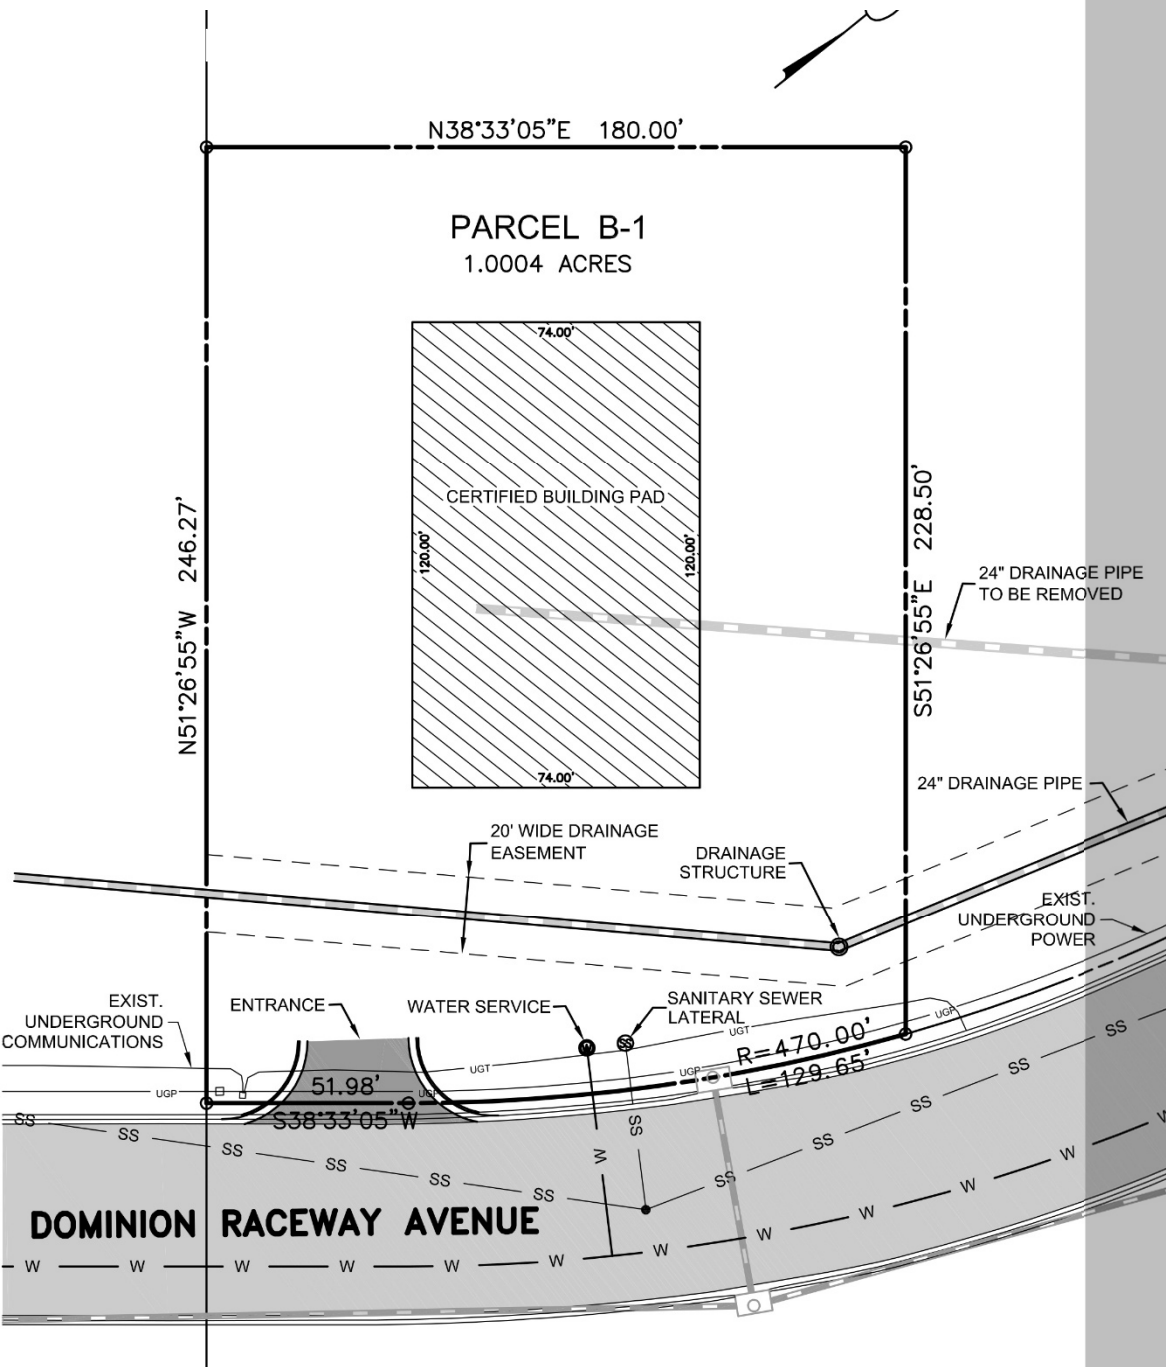 N38°33'05"E 180.00'
PARCEL B-1
1.0004 ACRES
74.00'
CERTIFIED BUILDING PAD
120.00'
120.00'
74.00'
N51°26'55"W 246.27'
S51°26'55"E 228.50'
24" DRAINAGE PIPE
TO BE REMOVED
24" DRAINAGE PIPE
20' WIDE DRAINAGE
EASEMENT
DRAINAGE
STRUCTURE
EXIST.
UNDERGROUND
POWER
EXIST.
UNDERGROUND
COMMUNICATIONS
ENTRANCE
WATER SERVICE
SANITARY SEWER
LATERAL
W
SS
UGT
UGT
UGP
UGP
UGP
UGP
R=470.00'
L=129.65'
51.98'
S38°33'05"W
SS
SS
SS
SS
SS
SS
SS
SS
SS
SS
SS
SS
W
DOMINION RACEWAY AVENUE
W
W
W
W
W
W
W
W
W
W
W
W